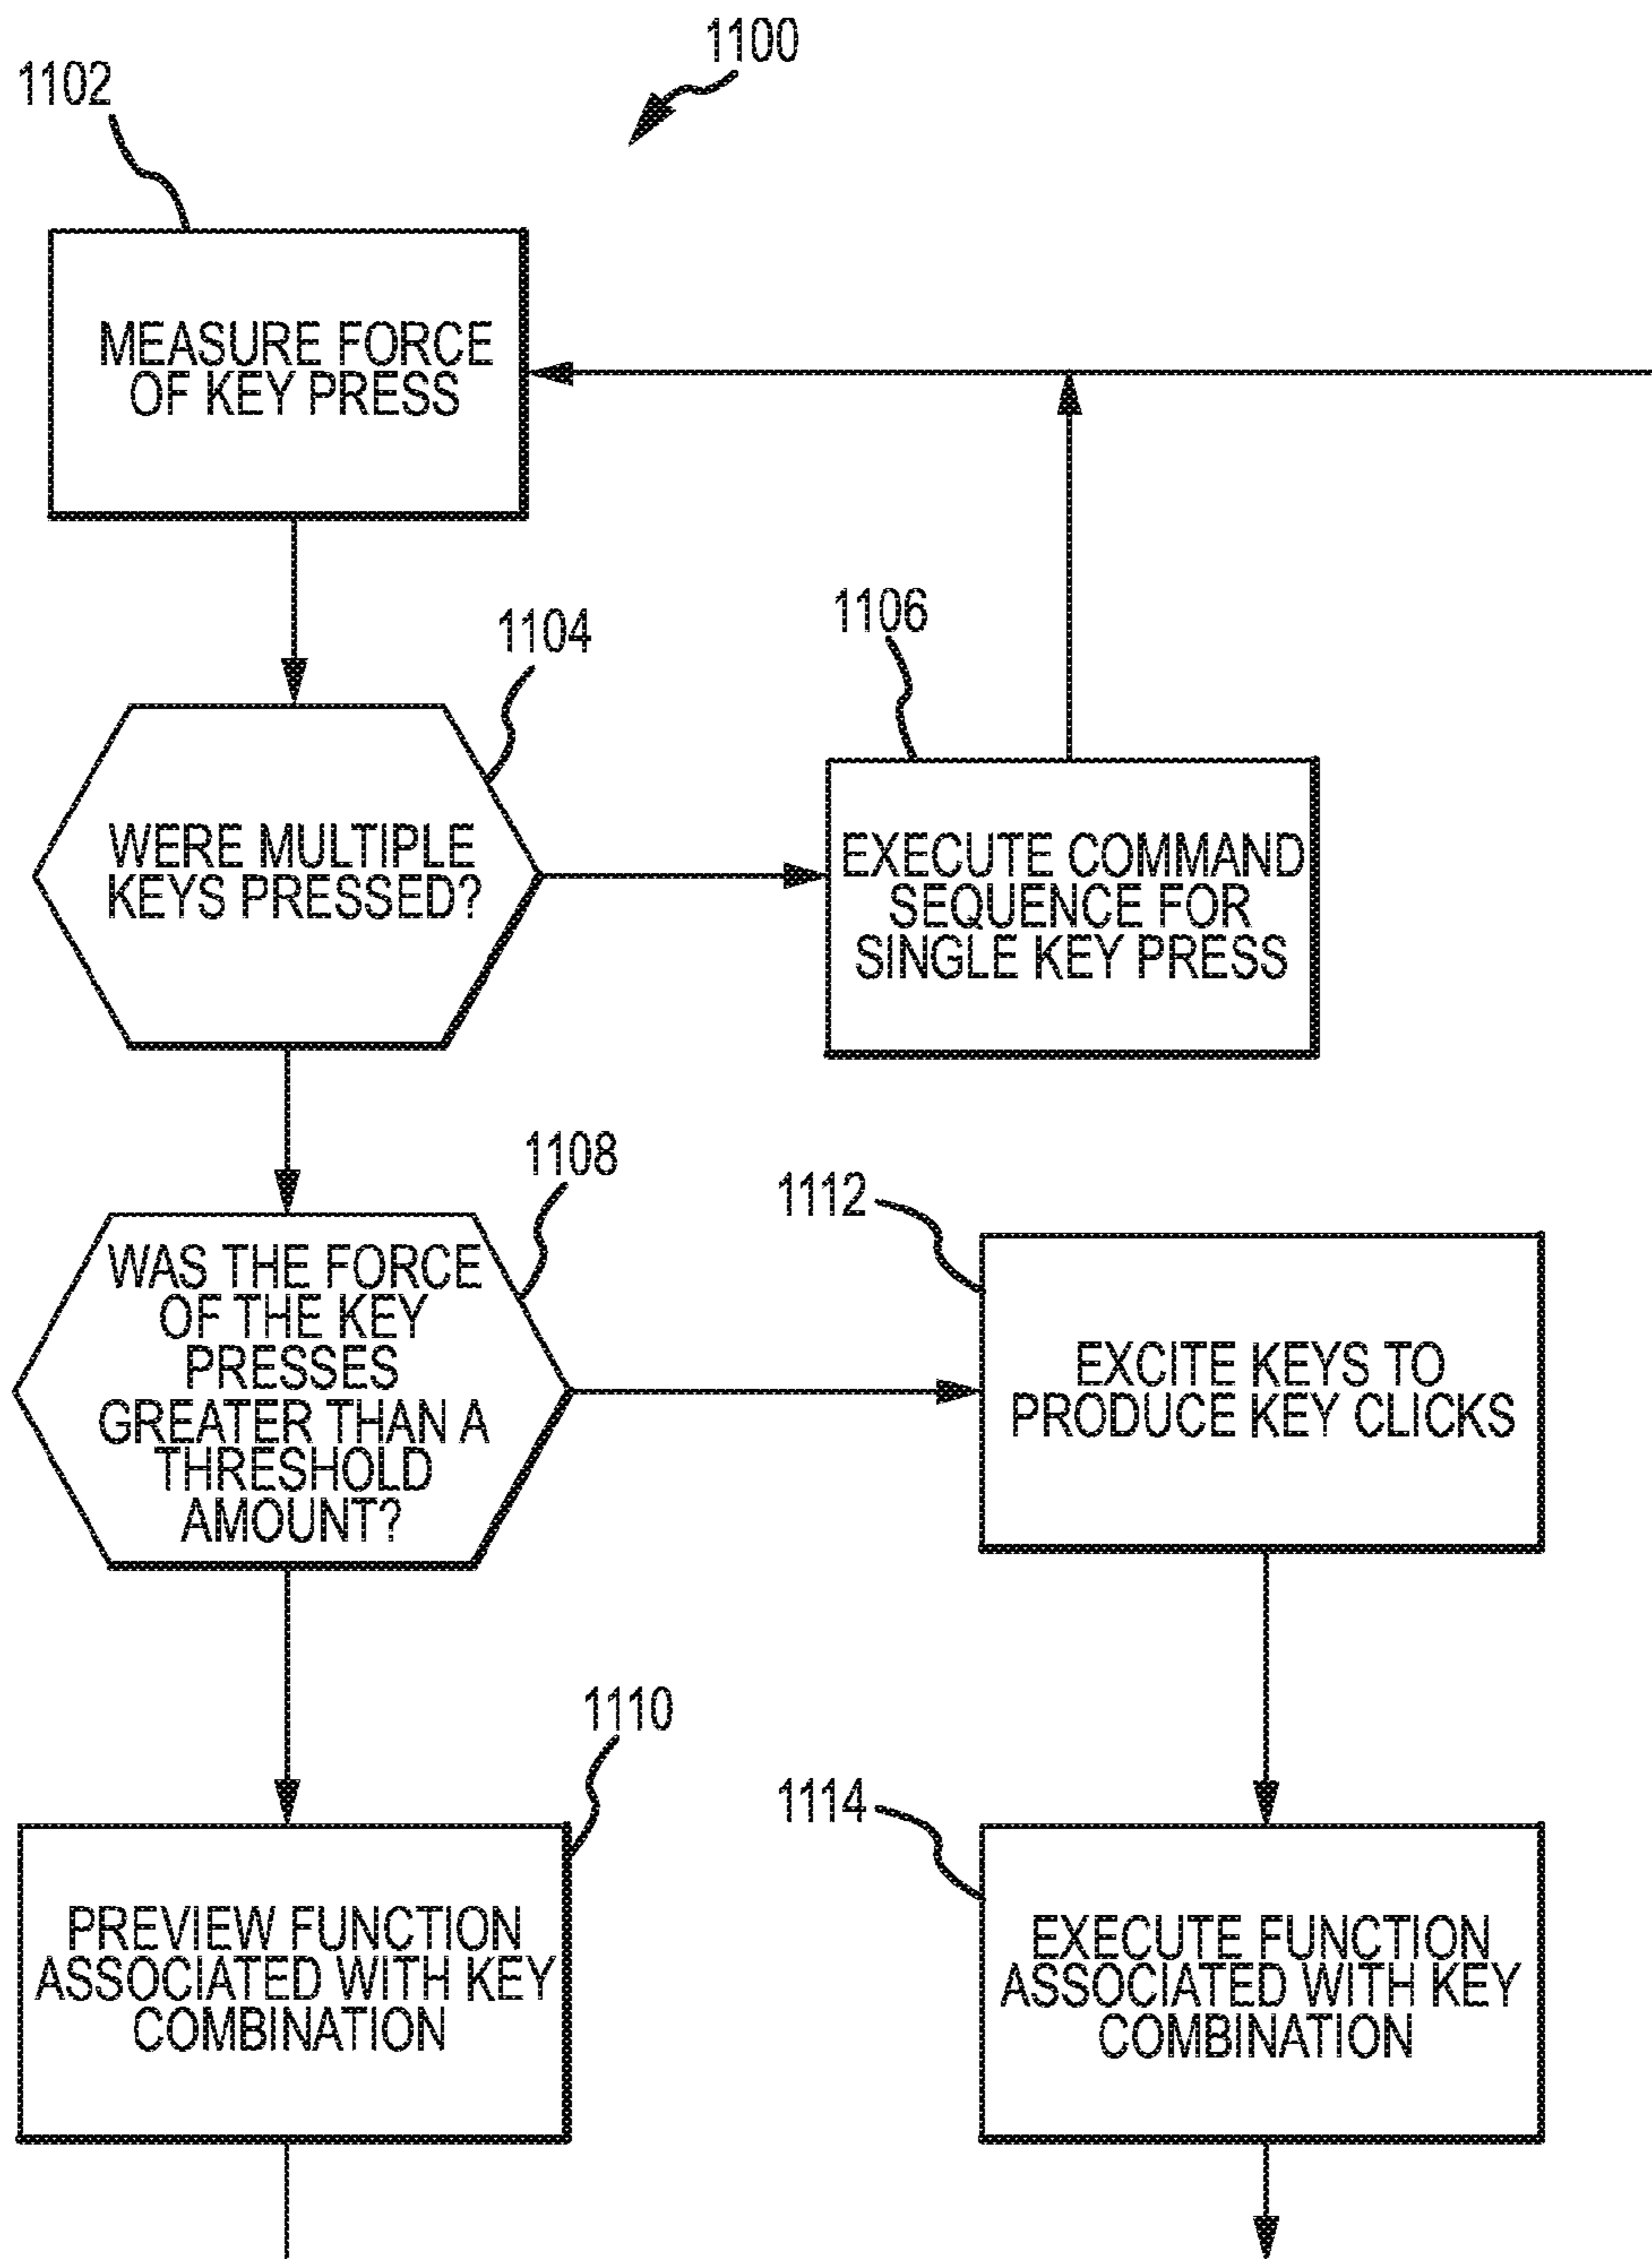 1100
1102
MEASURE FORCE
OF KEY PRESS
1104
WERE MULTIPLE
KEYS PRESSED?
1106
EXECUTE COMMAND
SEQUENCE FOR
SINGLE KEY PRESS
1108
WAS THE FORCE
OF THE KEY
PRESSES
GREATER THAN A
THRESHOLD
AMOUNT?
1112
EXCITE KEYS TO
PRODUCE KEY CLICKS
1110
PREVIEW FUNCTION
ASSOCIATED WITH KEY
COMBINATION
1114
EXECUTE FUNCTION
ASSOCIATED WITH KEY
COMBINATION